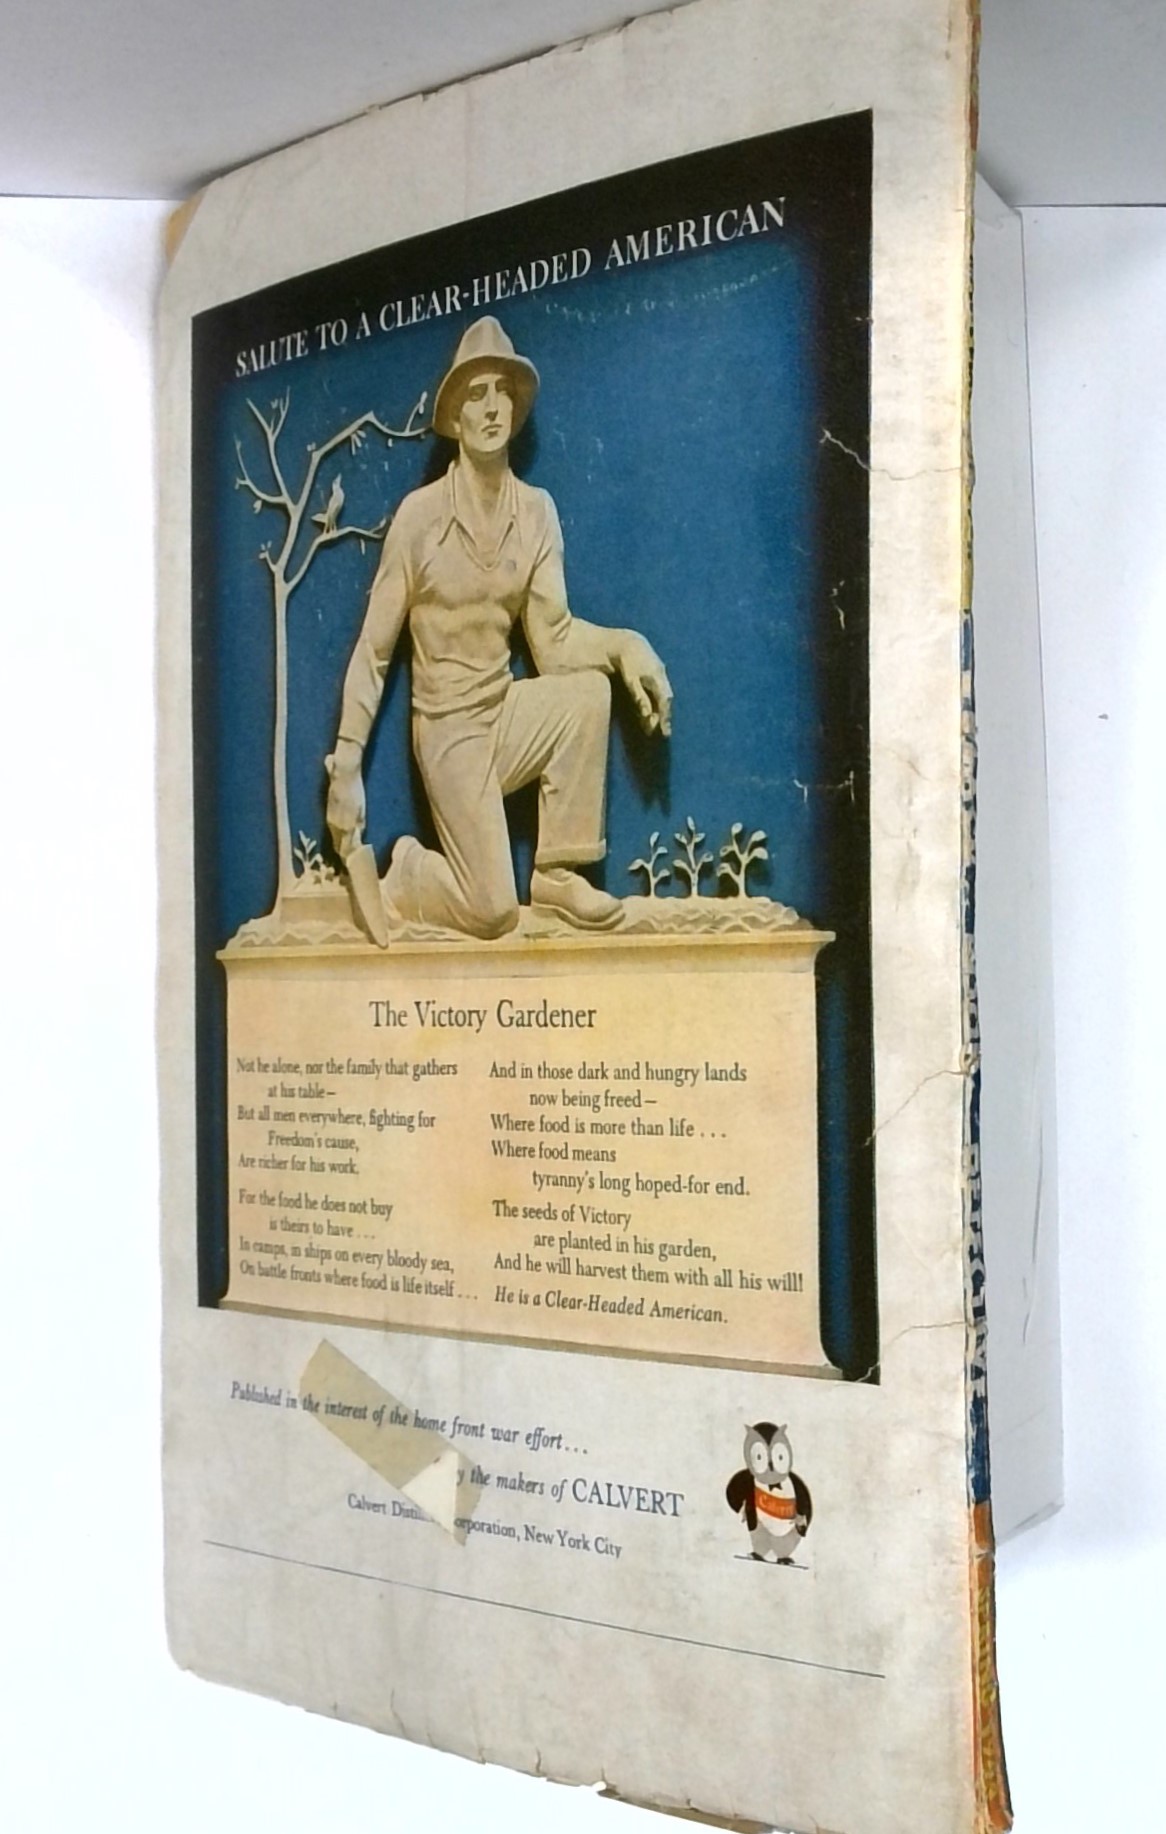 SALUTE TO A CLEAR-HEADED AMERICAN
The Victory Gardener
Not he alone, nor the family that gathers
at his table—
But all men everywhere, fighting for
Freedom's cause,
Are richer for his work.
For the food he does not buy
is theirs to have ...
In camps, in ships on every bloody sea,
On battle fronts where food is life itself ...
And in those dark and hungry lands
now being freed—
Where food is more than life ...
Where food means
tyranny's long hoped-for end.
The seeds of Victory
are planted in his garden,
And he will harvest them with all his will!
He is a Clear-Headed American.
Published in the interest of the home front war effort...
y the makers of CALVERT
Calvert Distil orporation, New York City
Calvert